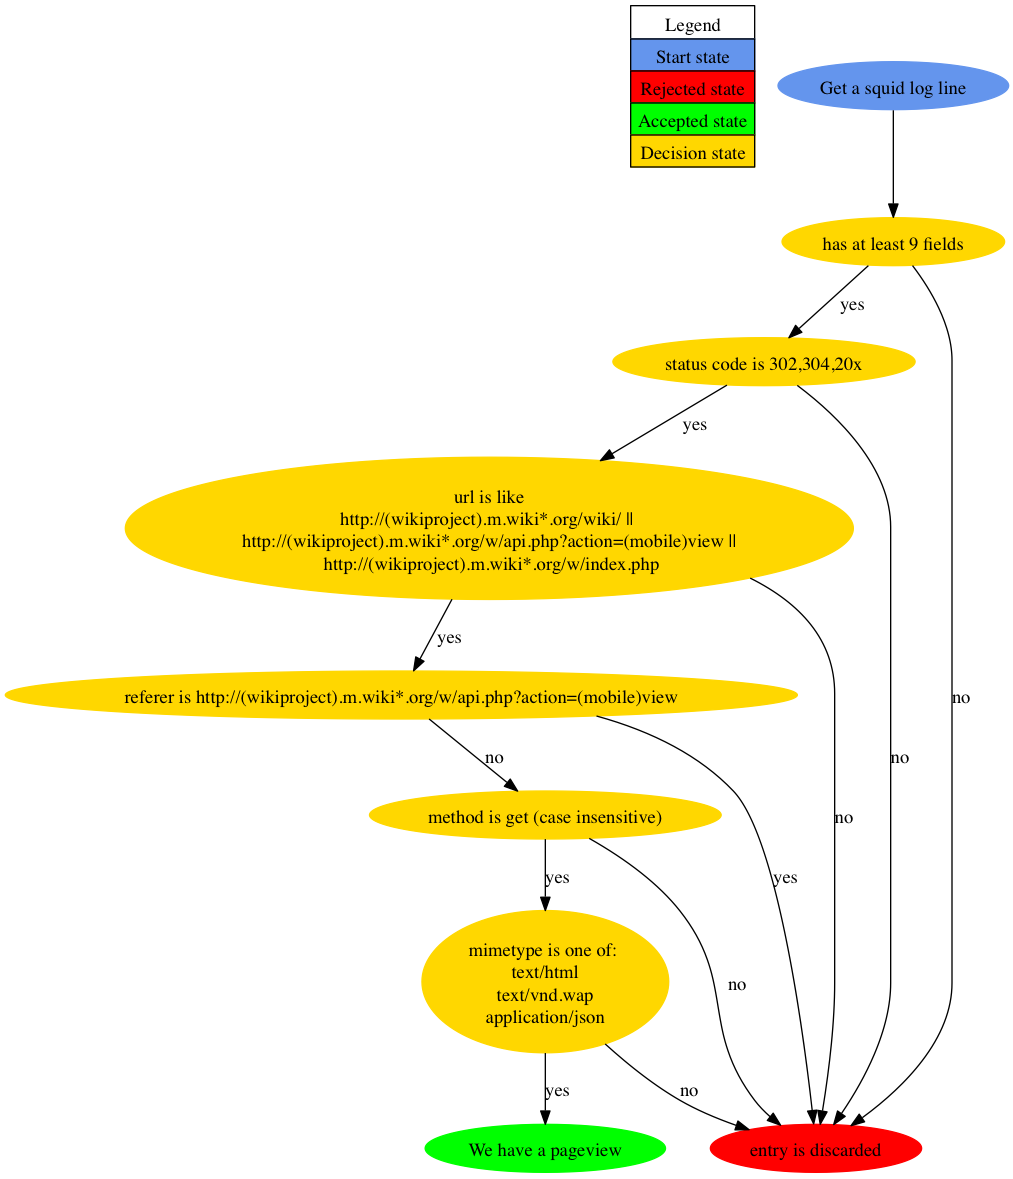 Legend
Start state
Rejected state
Accepted state
Decision state
Get a squid log line
has at least 9 fields
yes
status code is 302,304,20x
yes
url is like
http://(wikiproject).m.wiki*.org/wiki/ ||
http://(wikiproject).m.wiki*.org/w/api.php?action=(mobile)view ||
http://(wikiproject).m.wiki*.org/w/index.php
yes
referer is http://(wikiproject).m.wiki*.org/w/api.php?action=(mobile)view
no
no
no
method is get (case insensitive)
no
yes
yes
mimetype is one of:
text/html
text/vnd.wap
application/json
no
yes
no
We have a pageview
entry is discarded